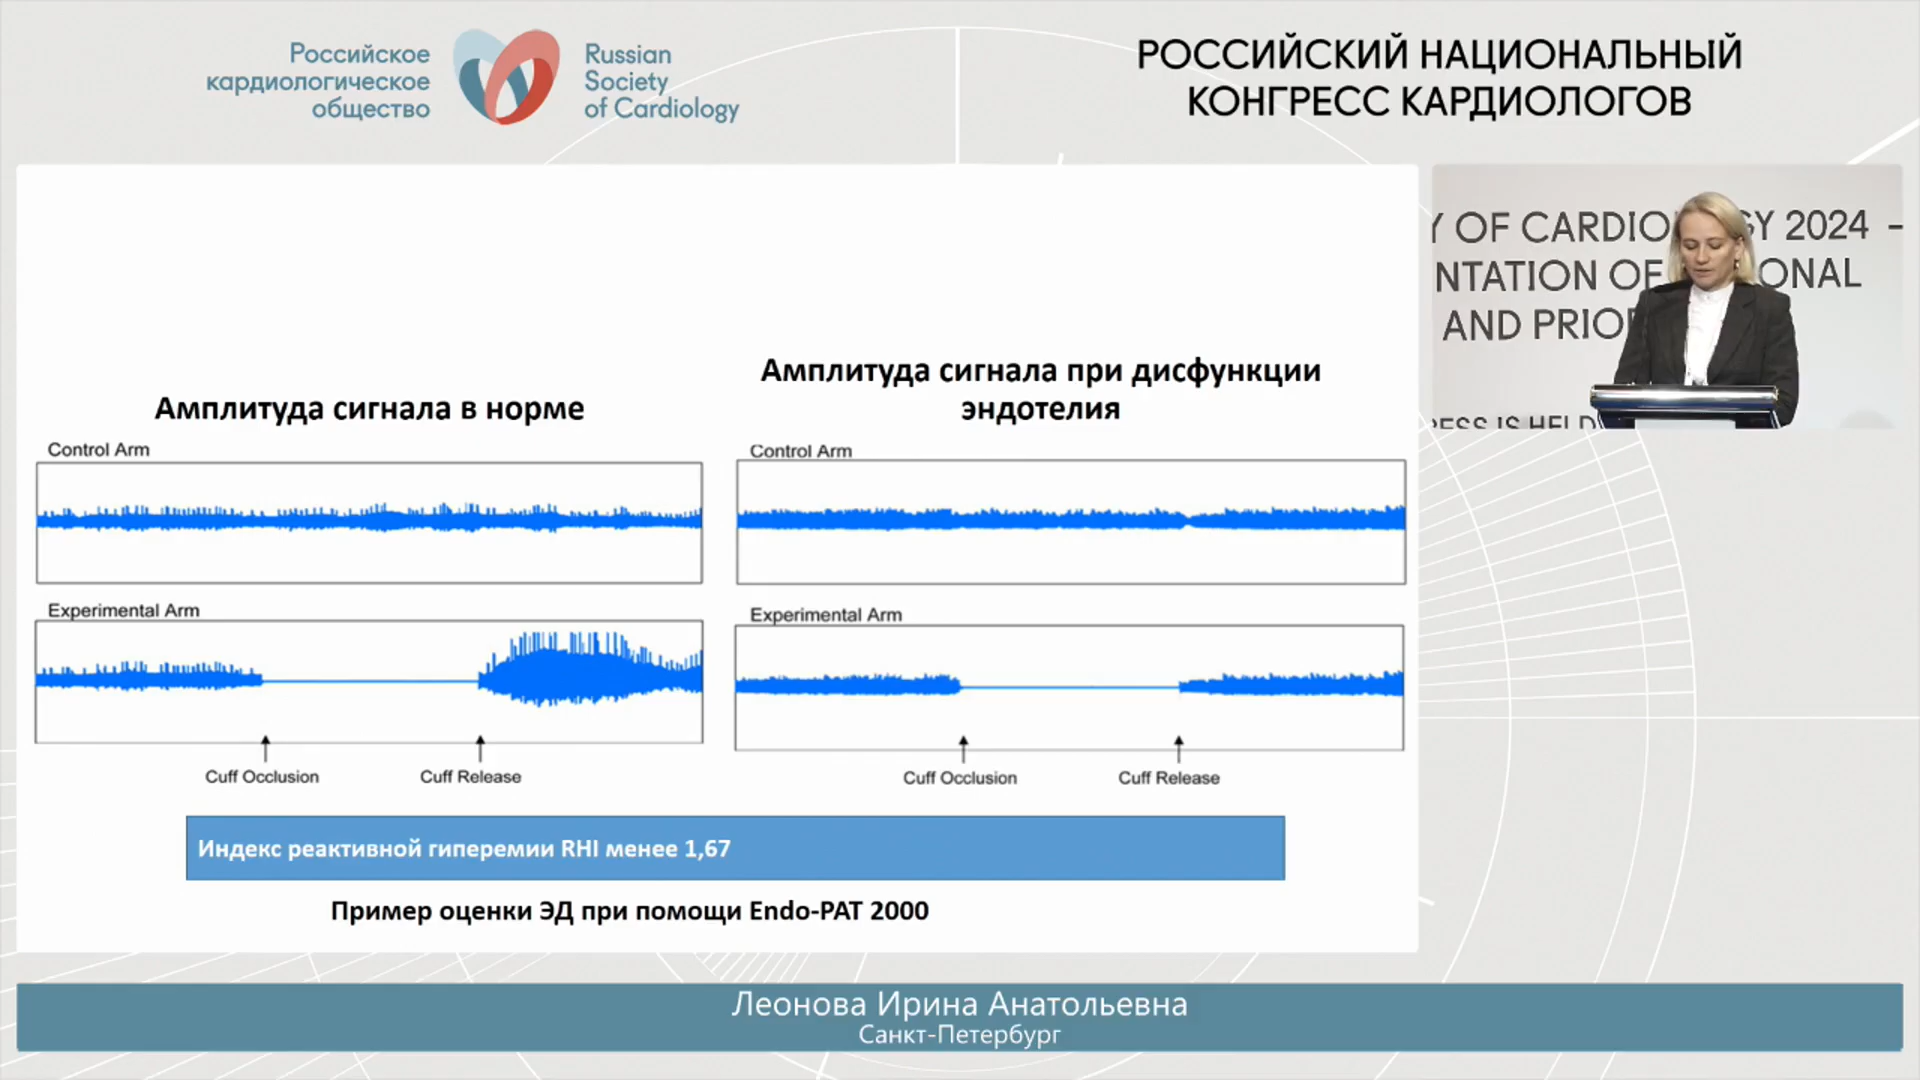 Российское
кардиологическое
общество
Russian
Society
of Cardiology
РОССИЙСКИЙ НАЦИОНАЛЬНЫЙ
КОНГРЕСС КАРДИОЛОГОВ
OF CARDIO 2024 –
OF
AND
IS HELD
Амплитуда сигнала в норме
Control Arm
Experimental Arm
Cuff Occlusion
Cuff Release
Амплитуда сигнала при дисфункции
эндотелия
Control Arm
Experimental Arm
Cuff Occlusion
Cuff Release
Индекс реактивной гиперемии RHI менее 1,67
Пример оценки ЭД при помощи Endo-PAT 2000
Леонова Ирина Анатольевна
Санкт-Петербург